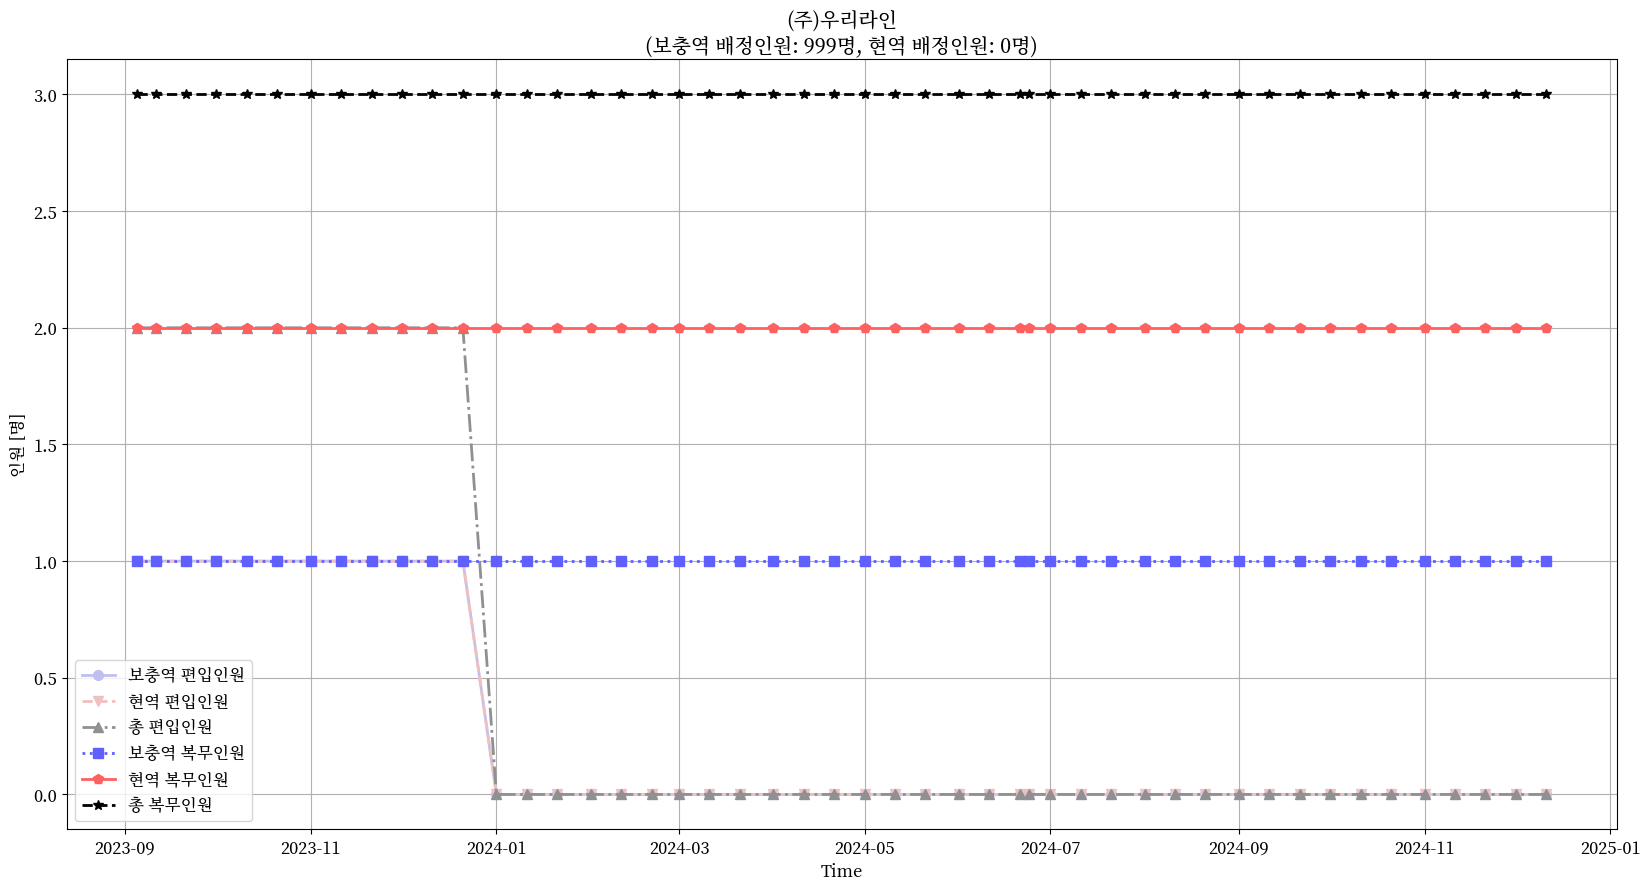 (주)우리라인
(보충역 배정인원: 999명, 현역 배정인원: 0명)
3.0
2.5
2.0
1.5
1.0
0.5
0.0
인원 [명]
보충역 편입인원
현역 편입인원
총 편입인원
보충역 복무인원
현역 복무인원
총 복무인원
2023-09
2023-11
2024-01
2024-03
2024-05
2024-07
2024-09
2024-11
2025-01
Time